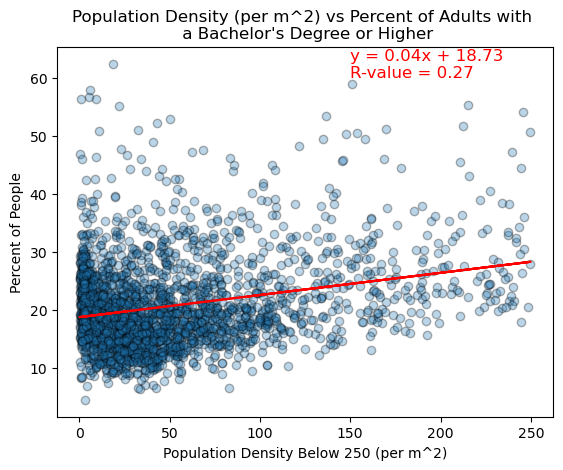 Population Density (per m^2) vs Percent of Adults with
a Bachelor's Degree or Higher
y = 0.04x + 18.73
R-value = 0.27
60
50
40
30
20
10
Percent of People
0 50 100 150 200 250
Population Density Below 250 (per m^2)